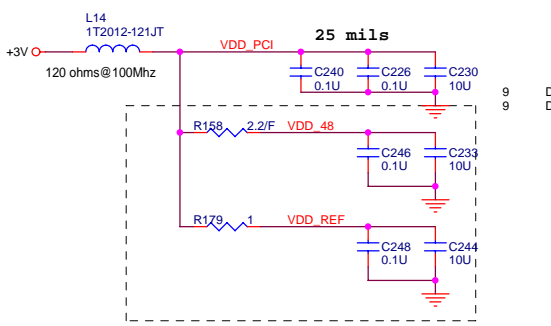 L14
1T2012-121JT
25 mils
+3V
VDD_PCI
120 ohms@100Mhz
C240
0.1U
C226
0.1U
C230
10U
9 D
9 D
R158 2.2/F VDD_48
C246
0.1U
C233
10U
R179 1 VDD_REF
C248
0.1U
C244
10U